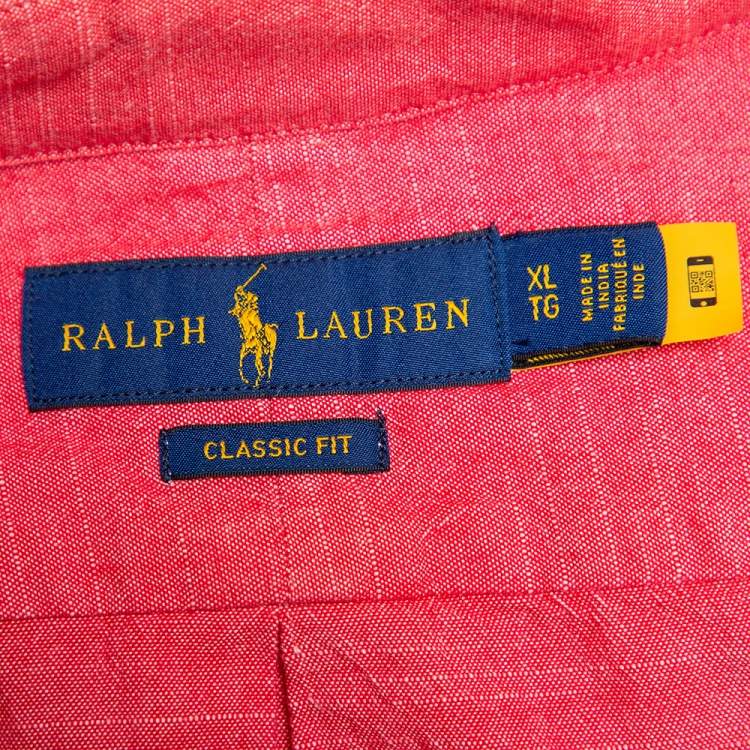 RALPH LAUREN
XL
TG
MADE IN
INDIA
FABRIQUÉ EN
INDE
CLASSIC FIT